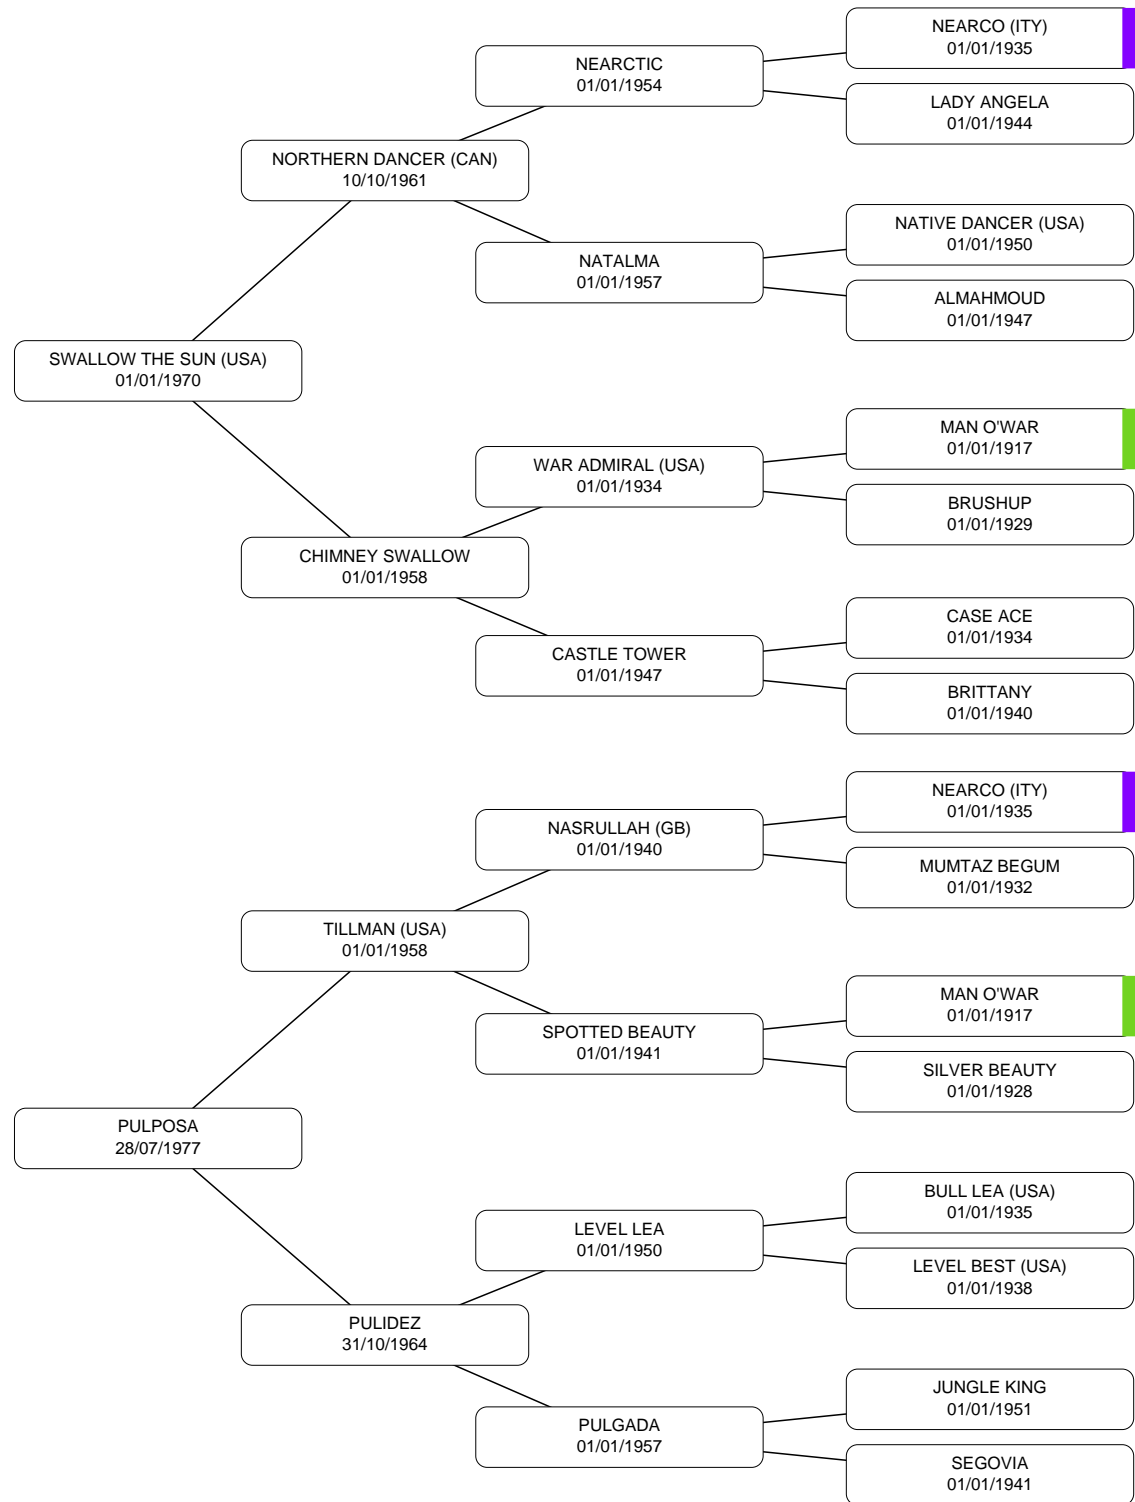 NEARCO (ITY)
01/01/1935
NEARCTIC
01/01/1954
LADY ANGELA
01/01/1944
NORTHERN DANCER (CAN)
10/10/1961
NATIVE DANCER (USA)
01/01/1950
NATALMA
01/01/1957
ALMAHMOUD
01/01/1947
SWALLOW THE SUN (USA)
01/01/1970
MAN O'WAR
01/01/1917
WAR ADMIRAL (USA)
01/01/1934
BRUSHUP
01/01/1929
CHIMNEY SWALLOW
01/01/1958
CASE ACE
01/01/1934
CASTLE TOWER
01/01/1947
BRITTANY
01/01/1940
NEARCO (ITY)
01/01/1935
NASRULLAH (GB)
01/01/1940
MUMTAZ BEGUM
01/01/1932
TILLMAN (USA)
01/01/1958
MAN O'WAR
01/01/1917
SPOTTED BEAUTY
01/01/1941
SILVER BEAUTY
01/01/1928
PULPOSA
28/07/1977
BULL LEA (USA)
01/01/1935
LEVEL LEA
01/01/1950
LEVEL BEST (USA)
01/01/1938
PULIDEZ
31/10/1964
JUNGLE KING
01/01/1951
PULGADA
01/01/1957
SEGOVIA
01/01/1941